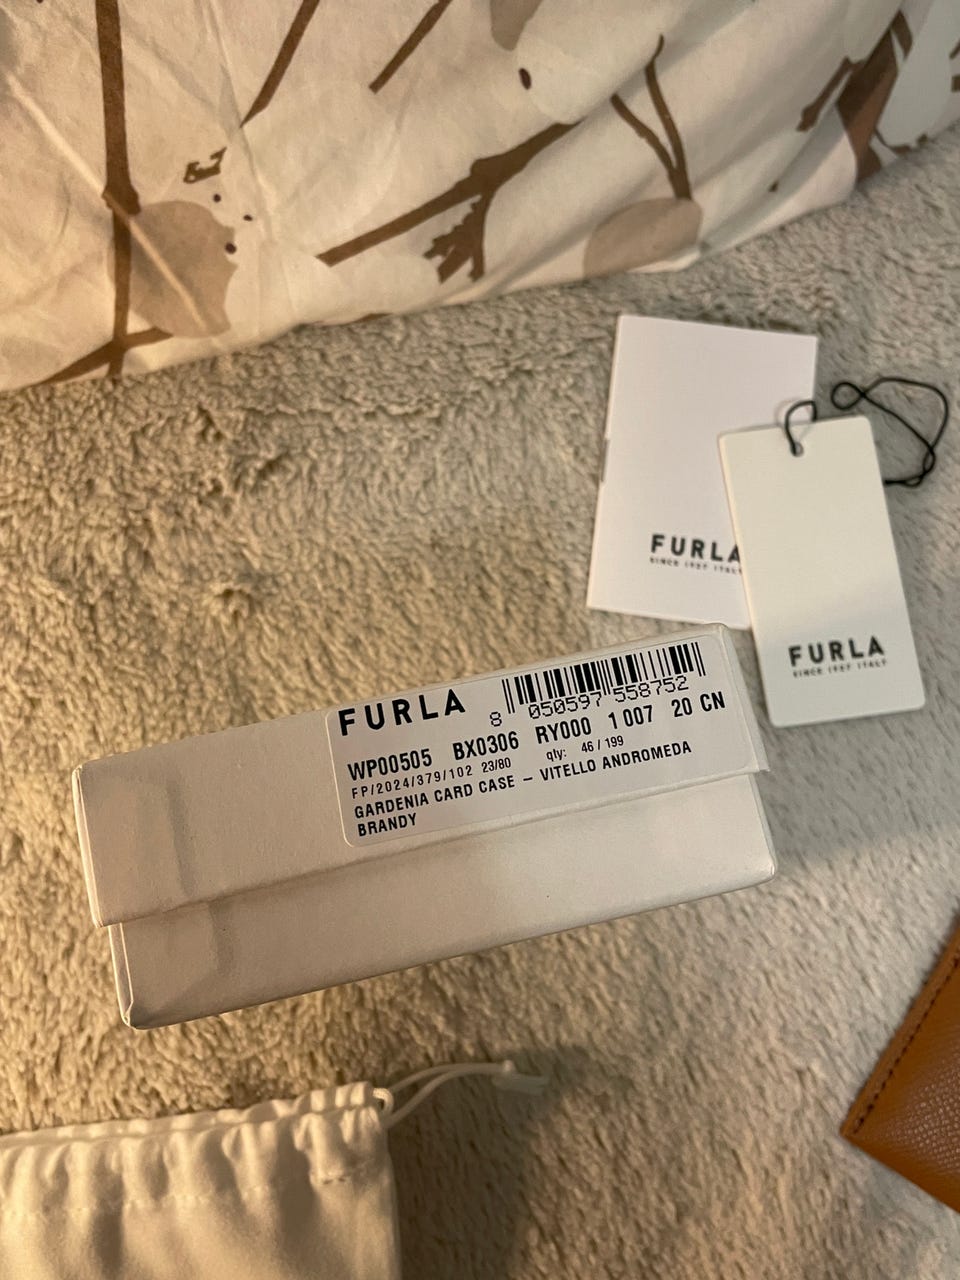 FURLA
SINCE 1927 ITALY
FURLA
SINCE 1927 ITALY
FURLA
8 050597 558752
WP00505 BX0306 RY000 1 007 20 CN
FP/2024/379/102 23/80 qty: 46 / 199
GARDENIA CARD CASE – VITELLO ANDROMEDA
BRANDY